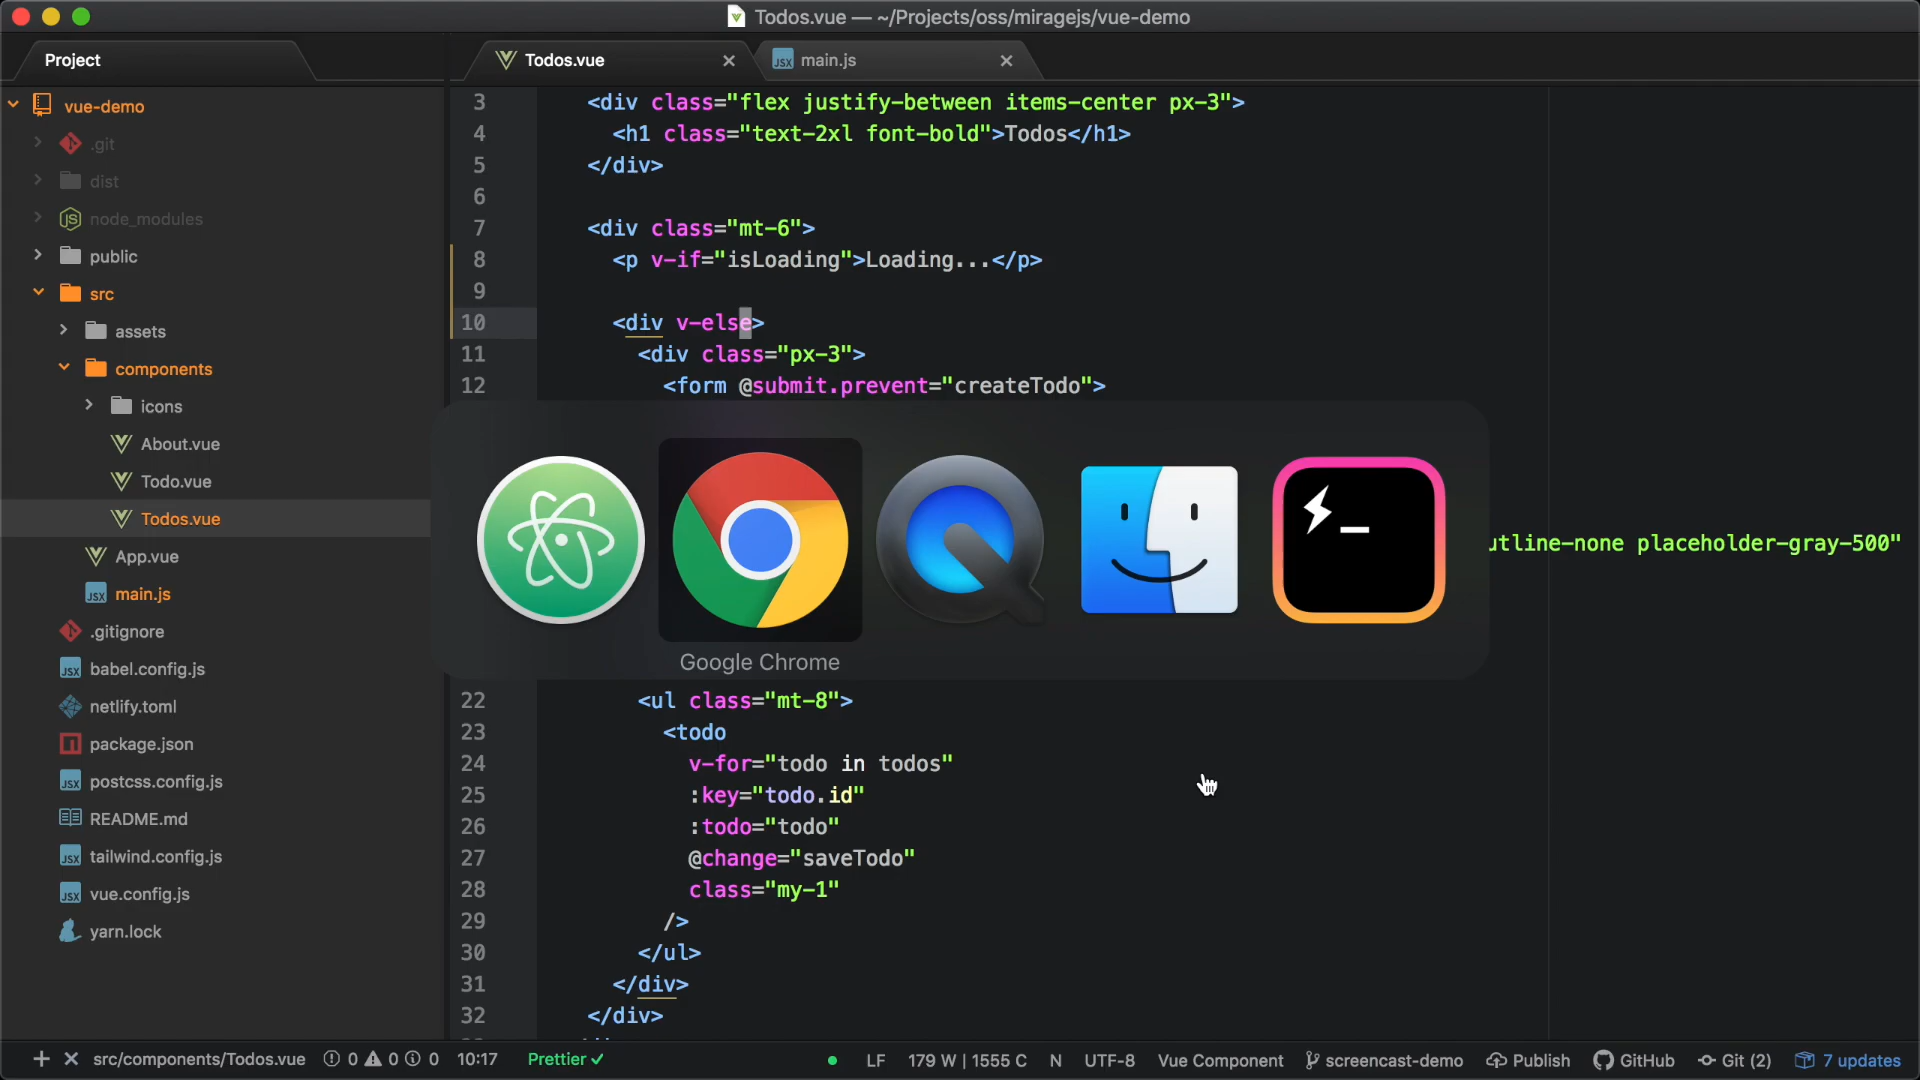 Todos.vue — ~/Projects/oss/miragejs/vue-demo
Project
Todos.vue
main.js
vue-demo
.git
dist
node_modules
public
src
assets
components
icons
About.vue
Todo.vue
Todos.vue
App.vue
main.js
.gitignore
babel.config.js
netlify.toml
package.json
postcss.config.js
README.md
tailwind.config.js
vue.config.js
yarn.lock
3 <div class="flex justify-between items-center px-3">
4 <h1 class="text-2xl font-bold">Todos</h1>
5 </div>
6
7 <div class="mt-6">
8 <p v-if="isLoading">Loading...</p>
9
10 <div v-else>
11 <div class="px-3">
12 <form @submit.prevent="createTodo">
utline-none placeholder-gray-500"
Google Chrome
22 <ul class="mt-8">
23 <todo
24 v-for="todo in todos"
25 :key="todo.id"
26 :todo="todo"
27 @change="saveTodo"
28 class="my-1"
29 />
30 </ul>
31 </div>
32 </div>
src/components/Todos.vue 0 0 0 10:17 Prettier ✓ LF 179 W | 1555 C N UTF-8 Vue Component screencast-demo Publish GitHub Git (2) 7 updates